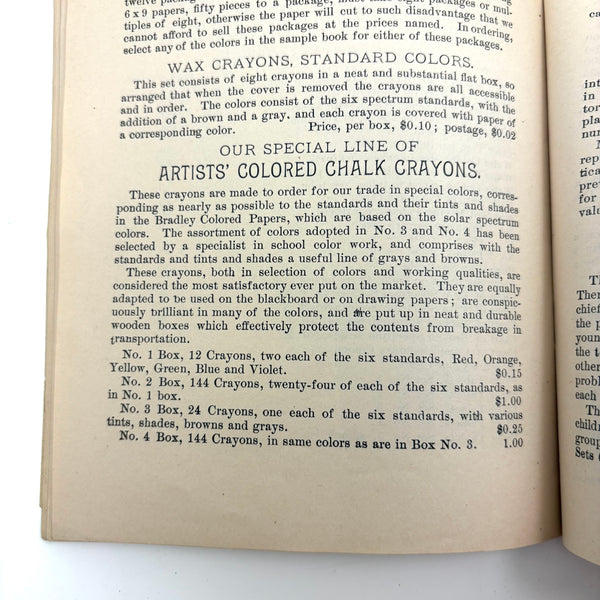 6 x 9 papers, fifty pieces to a package, packages or mul-
tiples of eight, otherwise the paper will cut to such disadvantage that we
cannot afford to sell these packages at the prices named. In ordering,
select any of the colors in the sample book for either of these packages.
WAX CRAYONS, STANDARD COLORS.
This set consists of eight crayons in a neat and substantial flat box, so
arranged that when the cover is removed the crayons are all accessible
and in order. The colors consist of the six spectrum standards, with the
addition of a brown and a gray, and each crayon is covered with paper of
a corresponding color. Price, per box, $0.10; postage, $0.02
OUR SPECIAL LINE OF
ARTISTS' COLORED CHALK CRAYONS.
These crayons are made to order for our trade in special colors, corres-
ponding as nearly as possible to the standards and their tints and shades
in the Bradley Colored Papers, which are based on the solar spectrum
colors. The assortment of colors adopted in No. 3 and No. 4 has been
selected by a specialist in school color work, and comprises with the
standards and tints and shades a useful line of grays and browns.
These crayons, both in selection of colors and working qualities, are
considered the most satisfactory ever put on the market. They are equally
adapted to be used on the blackboard or on drawing papers; are conspic-
uously brilliant in many of the colors, and are put up in neat and durable
wooden boxes which effectively protect the contents from breakage in
transportation.
No. 1 Box, 12 Crayons, two each of the six standards, Red, Orange,
Yellow, Green, Blue and Violet. $0.15
No. 2 Box, 144 Crayons, twenty-four of each of the six standards, as
in No. 1 box. $1.00
No. 3 Box, 24 Crayons, one each of the six standards, with various
tints, shades, browns and grays. $0.25
No. 4 Box, 144 Crayons, in same colors as are in Box No. 3. 1.00
in
for
Ther
chief
the
youn
the t
other
prob
each
Th
child
group
Sets